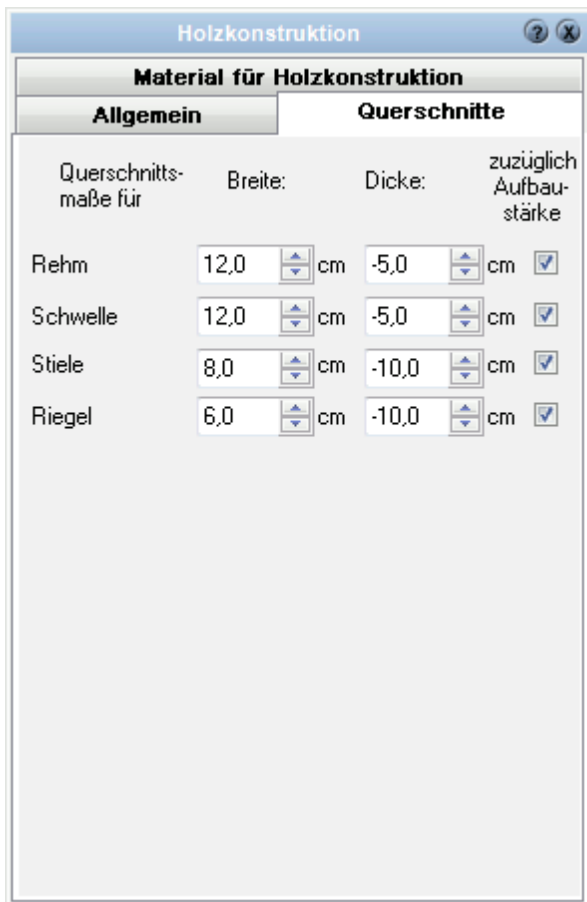 Holzkonstruktion
Material für Holzkonstruktion
Allgemein Querschnitte
Querschnitts-
maße für
Breite: Dicke:
zuzüglich
Aufbau-
stärke
Rehm 12,0 cm -5,0 cm
Schwelle 12,0 cm -5,0 cm
Stiele 8,0 cm -10,0 cm
Riegel 6,0 cm -10,0 cm